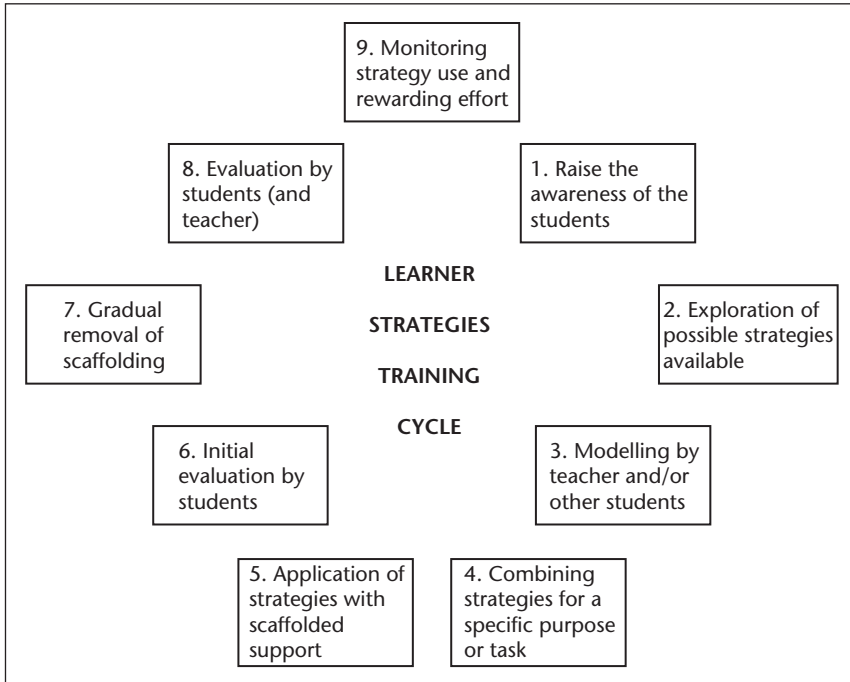 9. Monitoring
strategy use and
rewarding effort
8. Evaluation by
students (and
teacher)
1. Raise the
awareness of the
students
LEARNER
STRATEGIES
TRAINING
CYCLE
7. Gradual
removal of
scaffolding
2. Exploration of
possible strategies
available
6. Initial
evaluation by
students
3. Modelling by
teacher and/or
other students
5. Application of
strategies with
scaffolded
support
4. Combining
strategies for a
specific purpose
or task